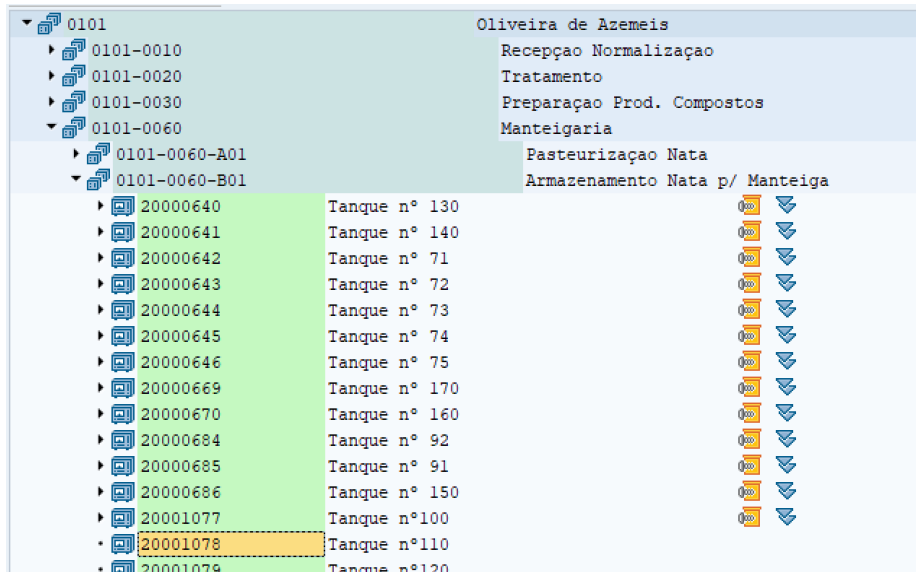 0101 Oliveira de Azemeis
0101-0010 Recepçao Normalizaçao
0101-0020 Tratamento
0101-0030 Preparaçao Prod. Compostos
0101-0060 Manteigaria
0101-0060-A01 Pasteurizaçao Nata
0101-0060-B01 Armazenamento Nata p/ Manteiga
20000640 Tanque nº 130
20000641 Tanque nº 140
20000642 Tanque nº 71
20000643 Tanque nº 72
20000644 Tanque nº 73
20000645 Tanque nº 74
20000646 Tanque nº 75
20000669 Tanque nº 170
20000670 Tanque nº 160
20000684 Tanque nº 92
20000685 Tanque nº 91
20000686 Tanque nº 150
20001077 Tanque nº100
20001078 Tanque nº110
20001079 Tanque nº120